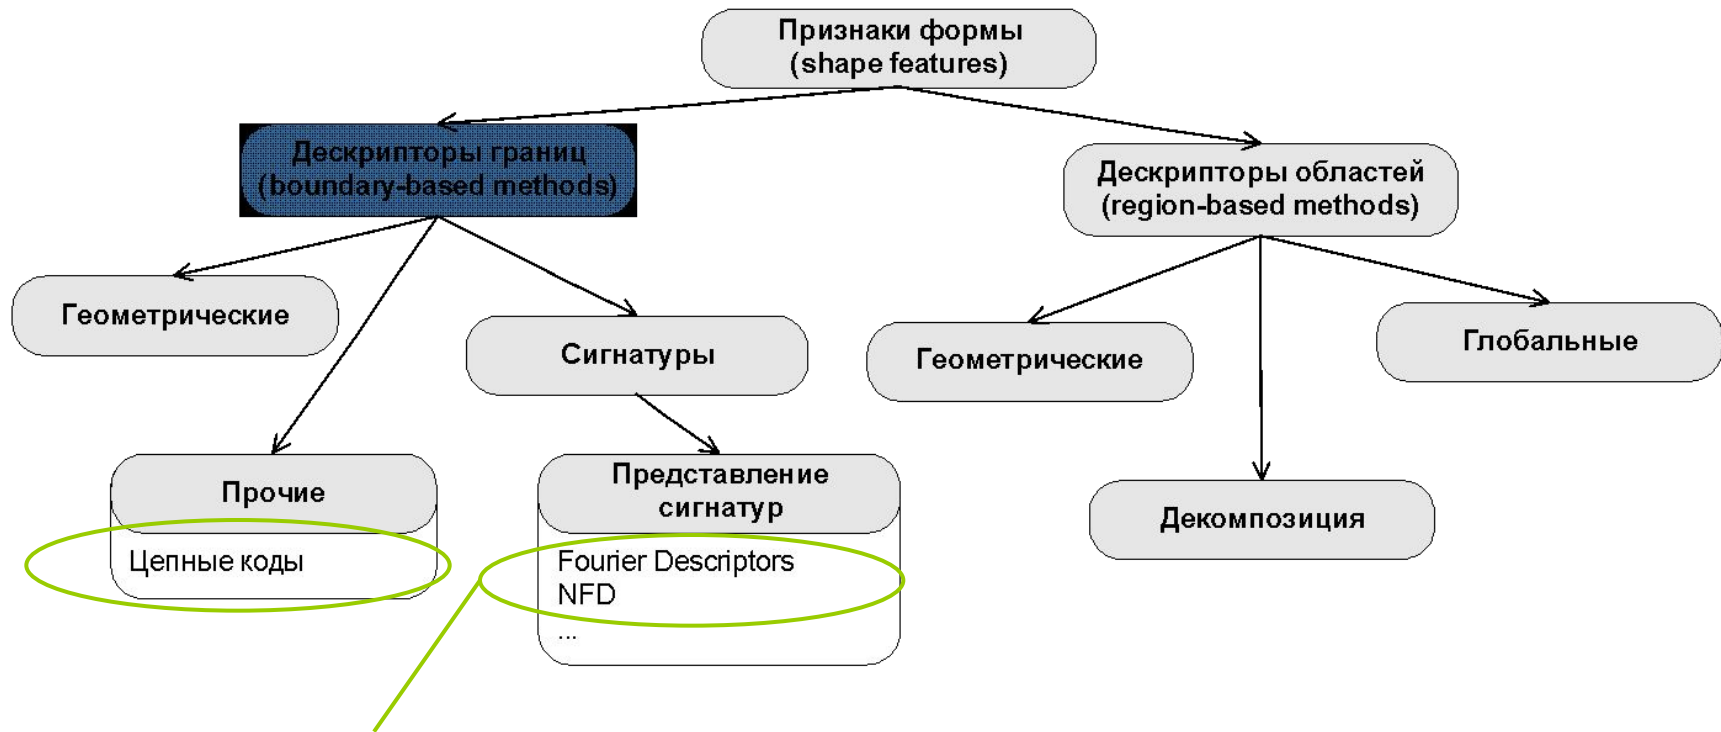 Признаки формы
(shape features)
Дескрипторы границ
(boundary-based methods)
Дескрипторы областей
(region-based methods)
Геометрические
Сигнатуры
Геометрические
Глобальные
Прочие
Цепные коды
Представление
сигнатур
Fourier Descriptors
NFD
...
Декомпозиция